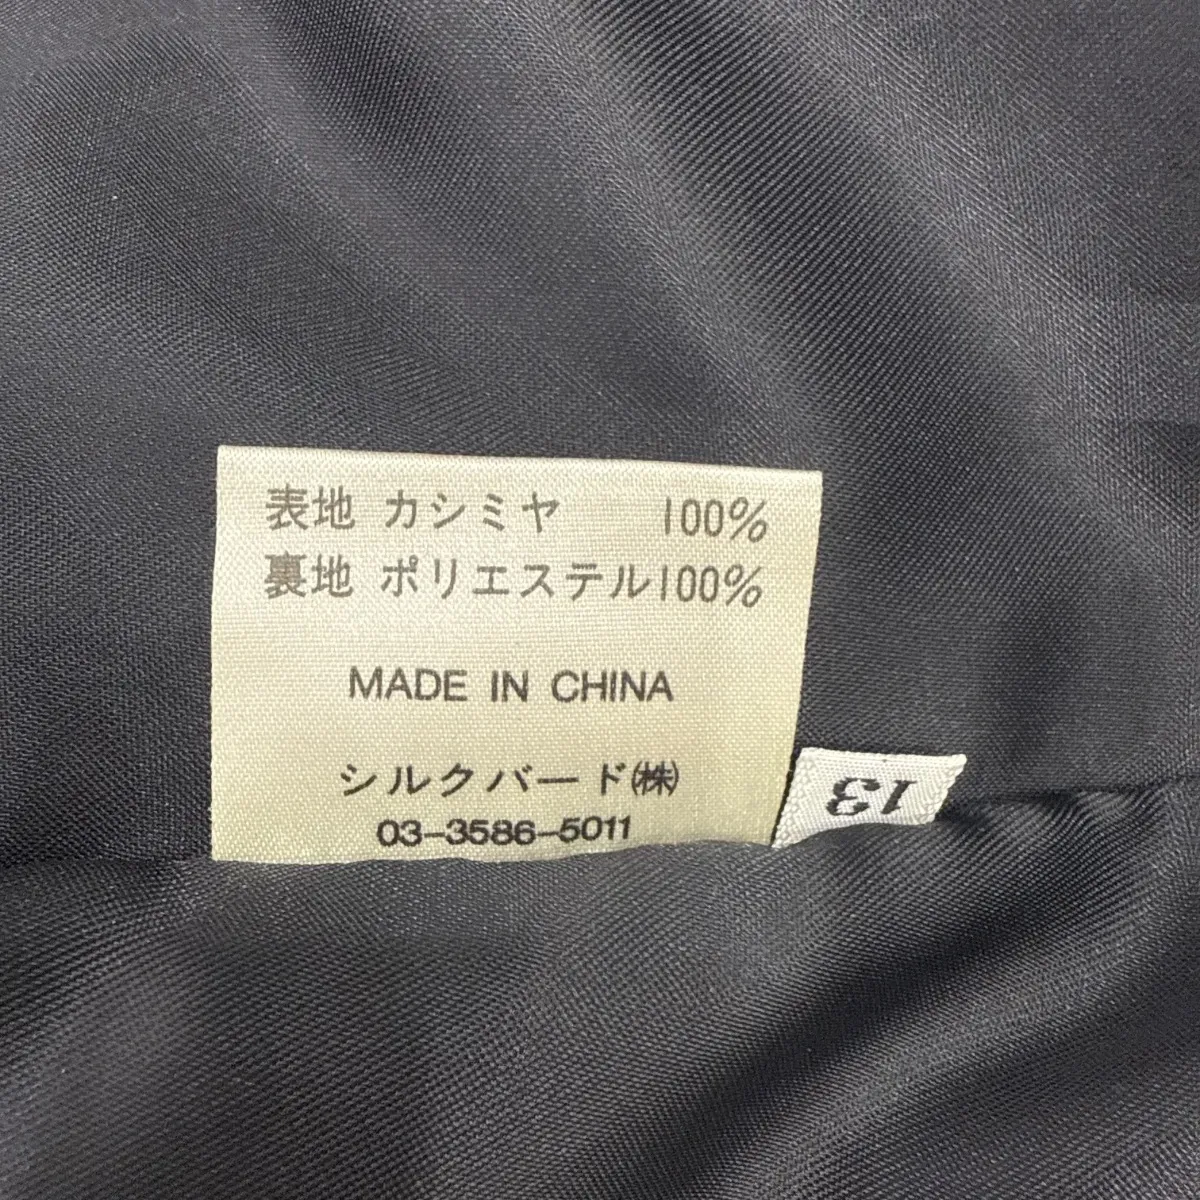 表地 カシミヤ 100%
裏地 ポリエステル100%
MADE IN CHINA
シルクバード㈱
03-3586-5011
13